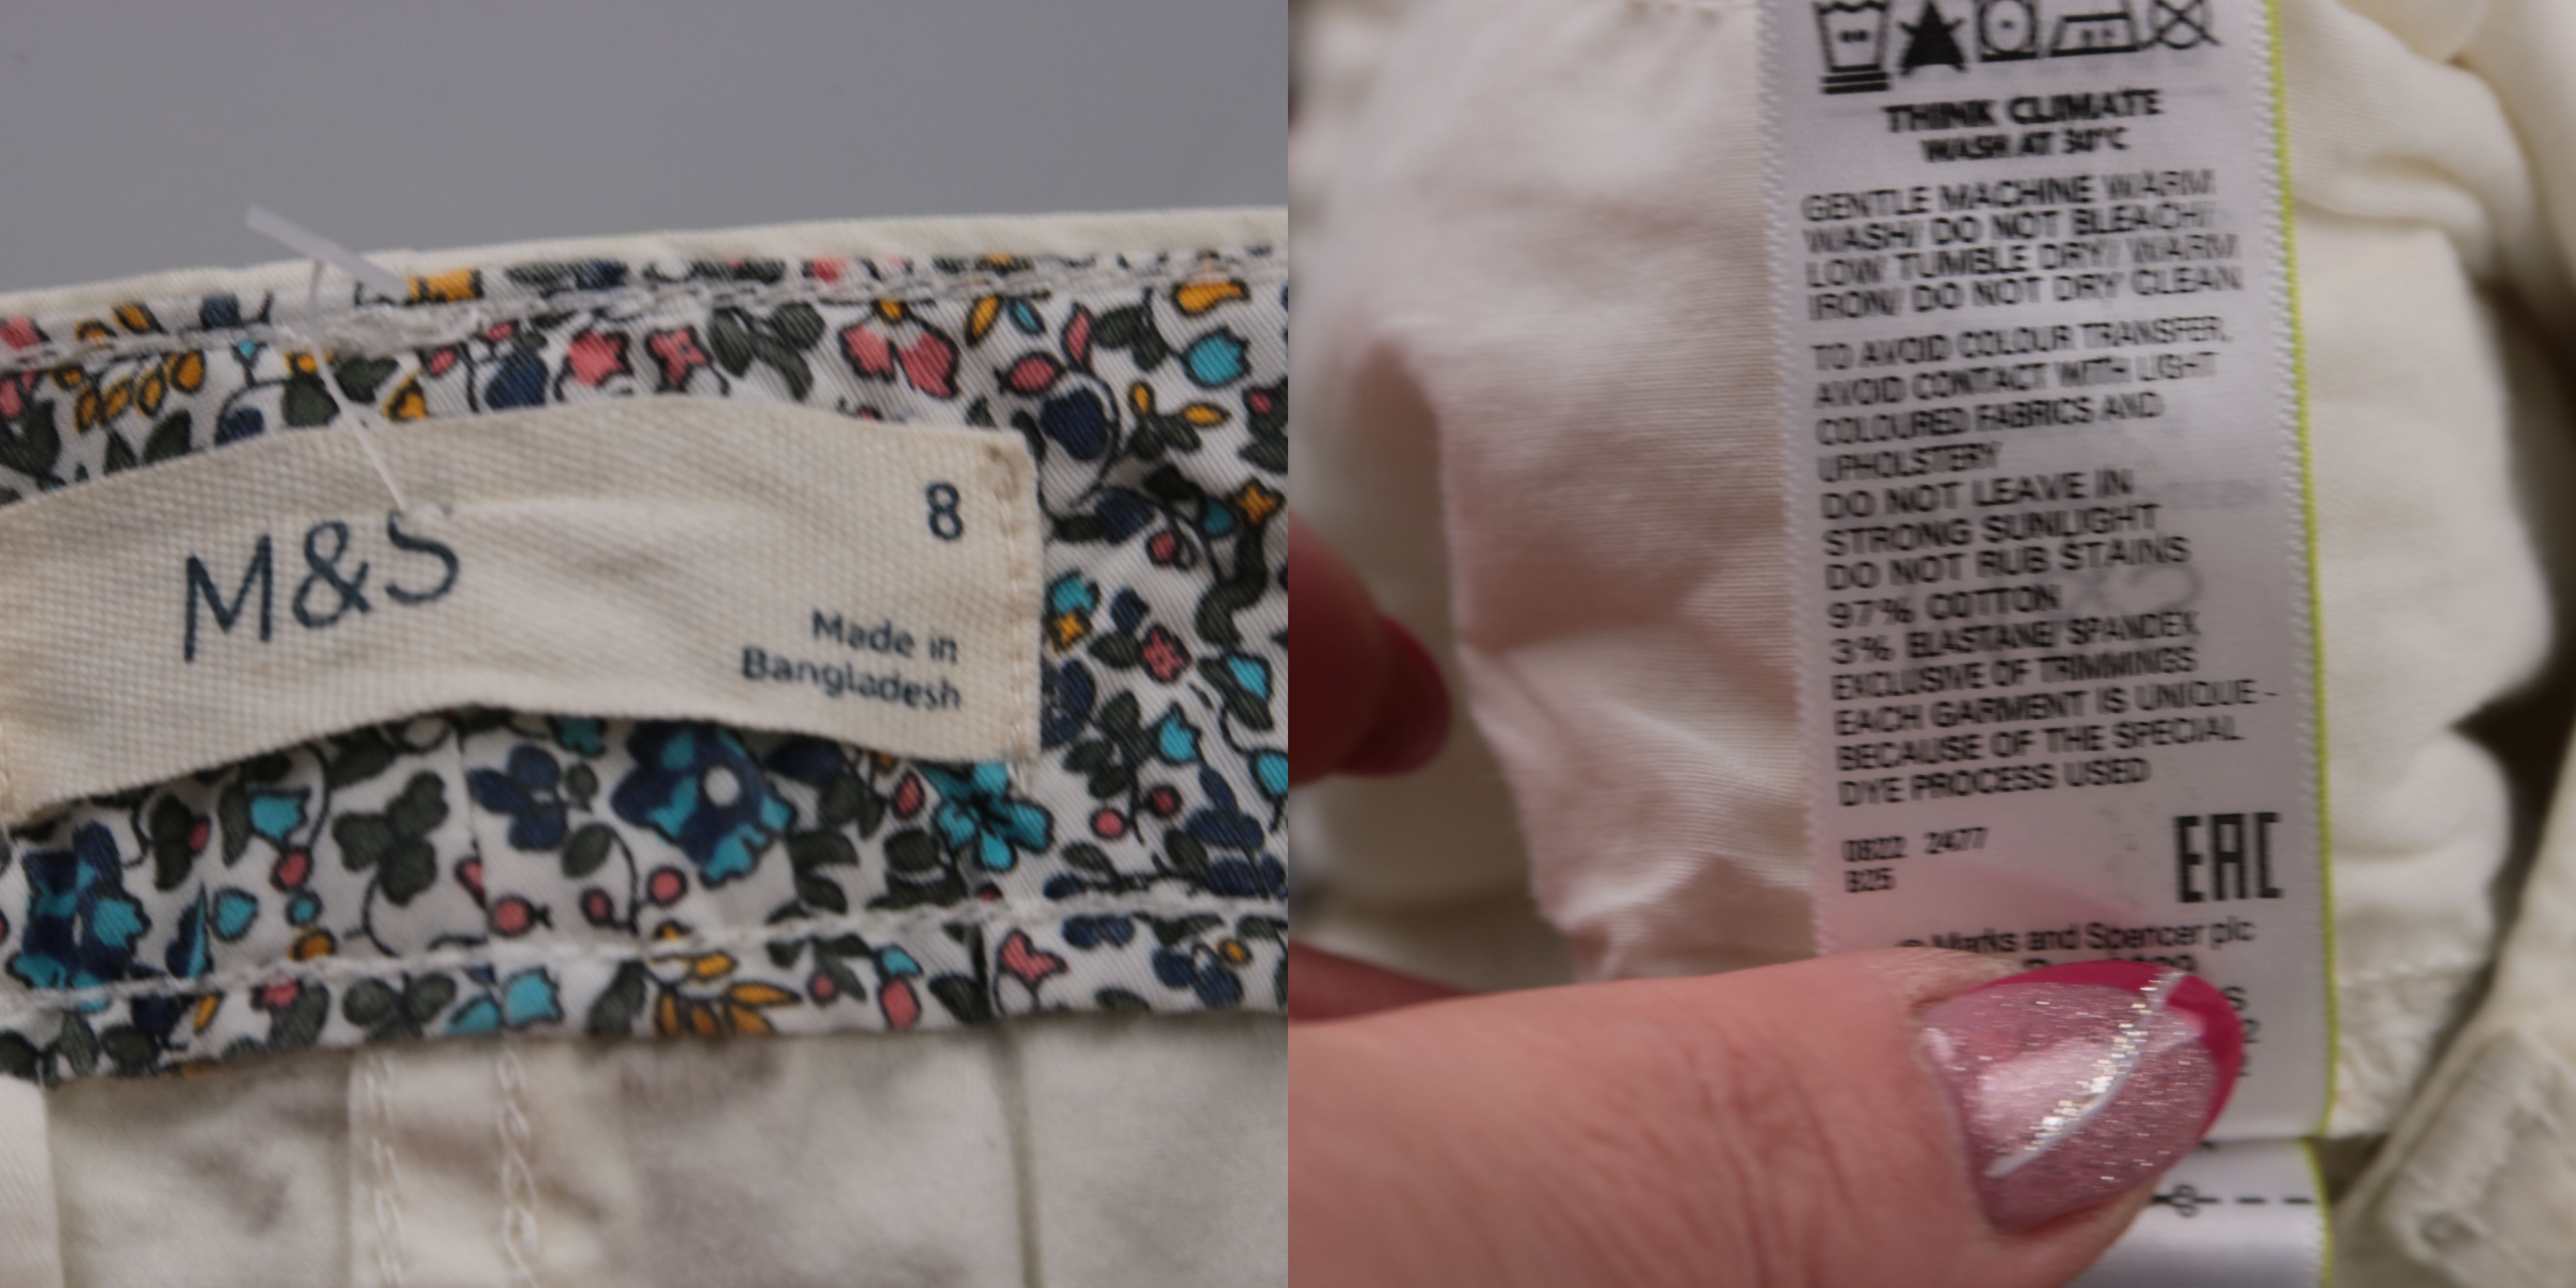 M&S
8
Made in
Bangladesh
THINK CLIMATE
WASH AT 30°C
GENTLE MACHINE WARM
WASH/ DO NOT BLEACH/
LOW TUMBLE DRY/ WARM
IRON/ DO NOT DRY CLEAN
TO AVOID COLOUR TRANSFER,
AVOID CONTACT WITH LIGHT
COLOURED FABRICS AND
UPHOLSTERY
DO NOT LEAVE IN
STRONG SUNLIGHT
DO NOT RUB STAINS
97% COTTON
3% ELASTANE/ SPANDEX
EXCLUSIVE OF TRIMMINGS
EACH GARMENT IS UNIQUE -
BECAUSE OF THE SPECIAL
DYE PROCESS USED
0822 2477
825
EAC
© Marks and Spencer plc